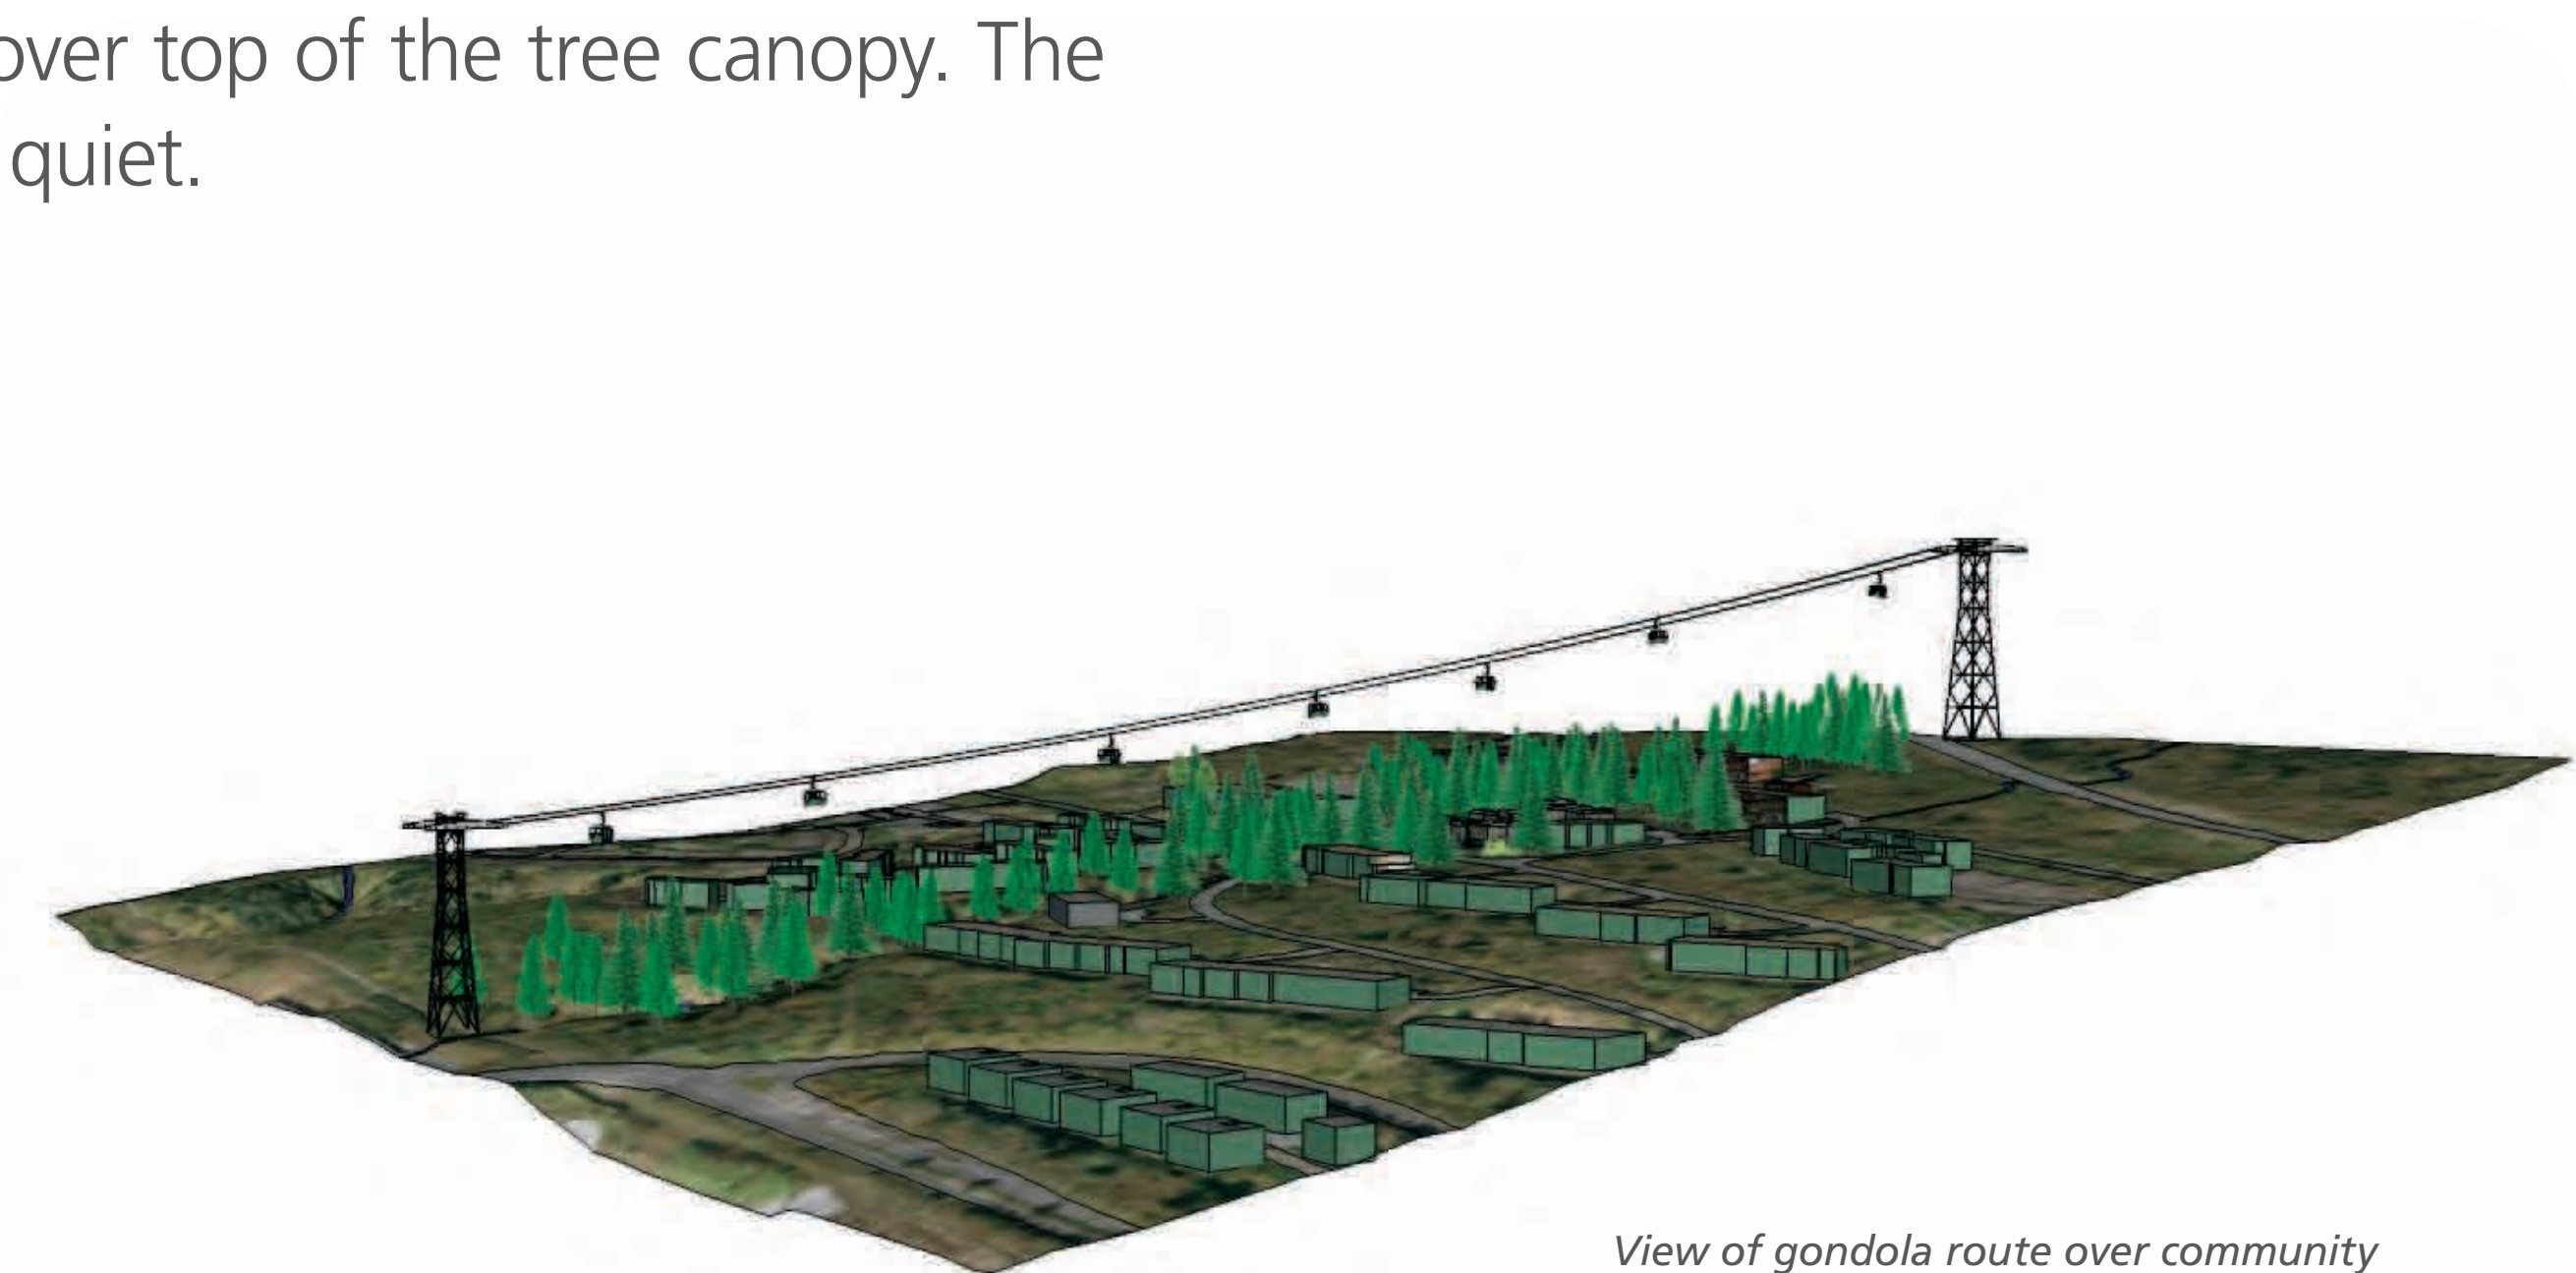 over top of the tree canopy. The
quiet.
View of gondola route over community